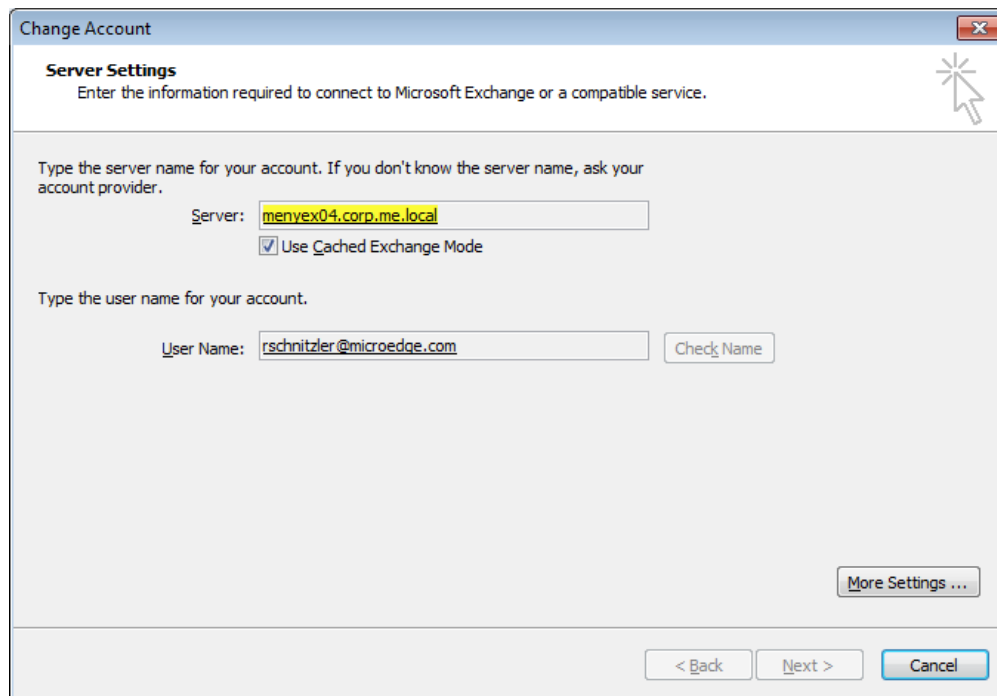 Change Account
Server Settings
Enter the information required to connect to Microsoft Exchange or a compatible service.
Type the server name for your account. If you don't know the server name, ask your
account provider.
Server: menyex04.corp.me.local
Use Cached Exchange Mode
Type the user name for your account.
User Name: rschnitzler@microedge.com Check Name
More Settings ...
< Back Next > Cancel